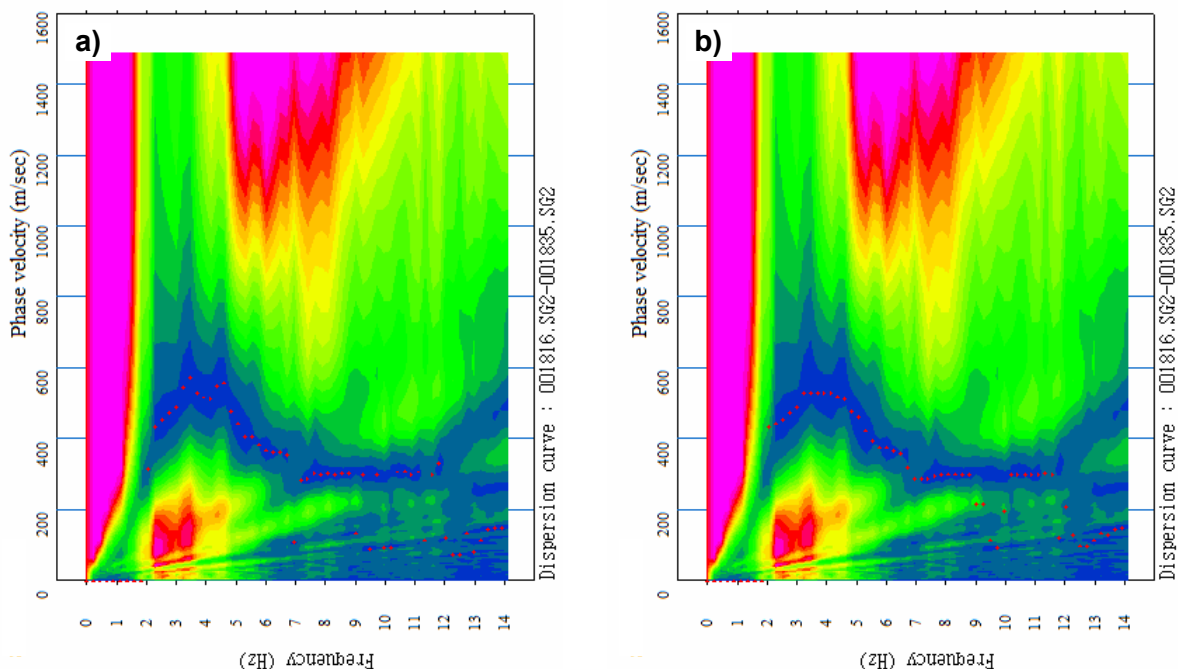 a)
Phase velocity (m/sec)
1600
1400
1200
1000
800
600
400
200
0
0 1 2 3 4 5 6 7 8 9 10 11 12 13 14
Frequency (Hz)
Dispersion curve : 001816.SG2-001835.SG2
b)
Phase velocity (m/sec)
1600
1400
1200
1000
800
600
400
200
0
0 1 2 3 4 5 6 7 8 9 10 11 12 13 14
Frequency (Hz)
Dispersion curve : 001816.SG2-001835.SG2